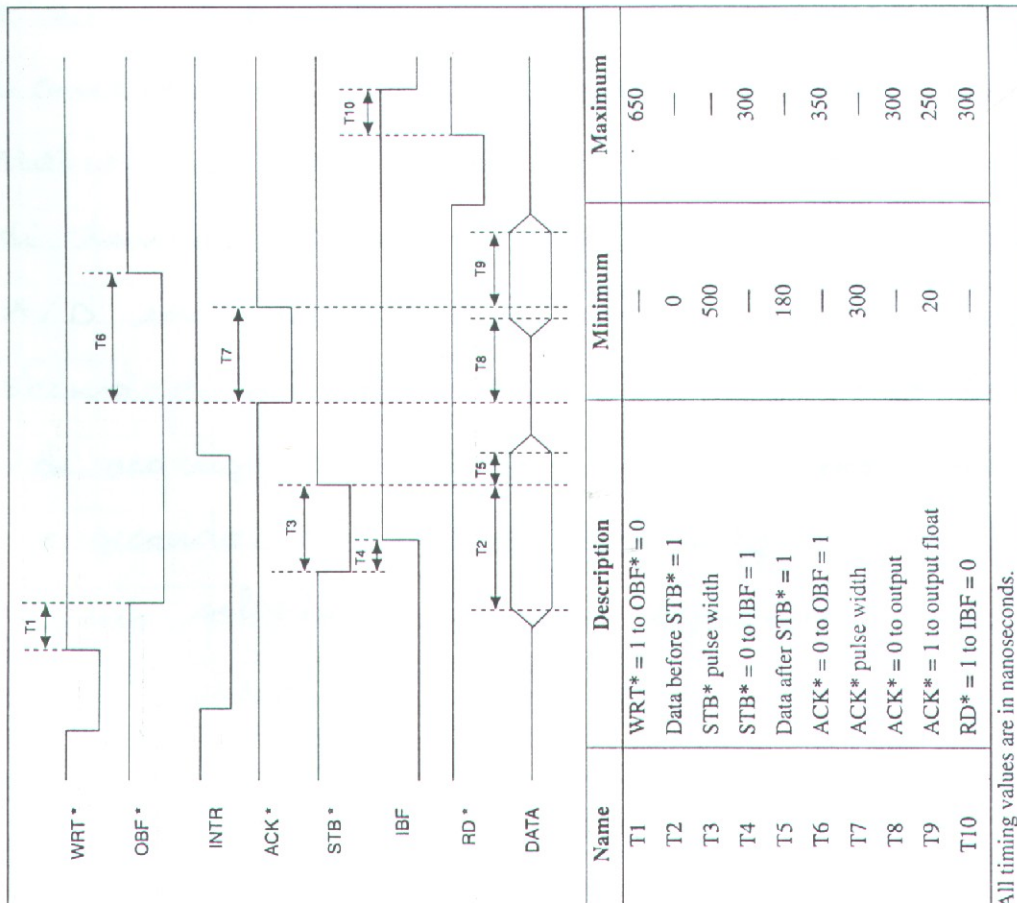 WRT*
OBF*
INTR
ACK*
STB*
IBF
RD*
DATA
T1
T6
T7
T3
T4
T10
T2
T5
T8
T9
Name Description Minimum Maximum
T1 WRT* = 1 to OBF* = 0 — 650
T2 Data before STB* = 1 0 —
T3 STB* pulse width 500 —
T4 STB* = 0 to IBF = 1 — 300
T5 Data after STB* = 1 180 —
T6 ACK* = 0 to OBF = 1 — 350
T7 ACK* pulse width 300 —
T8 ACK* = 0 to output — 300
T9 ACK* = 1 to output float 20 250
T10 RD* = 1 to IBF = 0 — 300
All timing values are in nanoseconds.